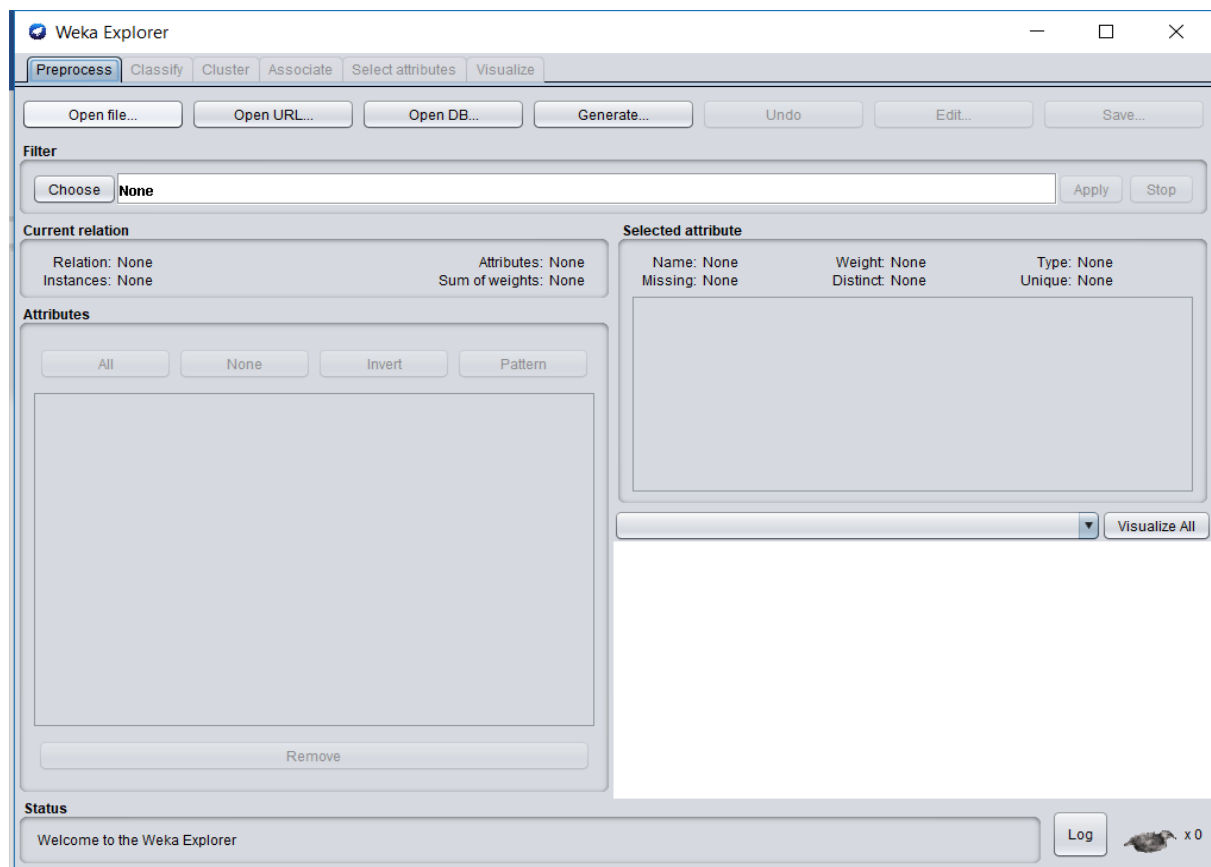 Weka Explorer
Preprocess Classify Cluster Associate Select attributes Visualize
Open file... Open URL... Open DB... Generate... Undo Edit... Save...
Filter
Choose None Apply Stop
Current relation
Relation: None Attributes: None
Instances: None Sum of weights: None
Selected attribute
Name: None Weight: None Type: None
Missing: None Distinct: None Unique: None
Attributes
All None Invert Pattern
Remove
Visualize All
Status
Welcome to the Weka Explorer
Log x 0